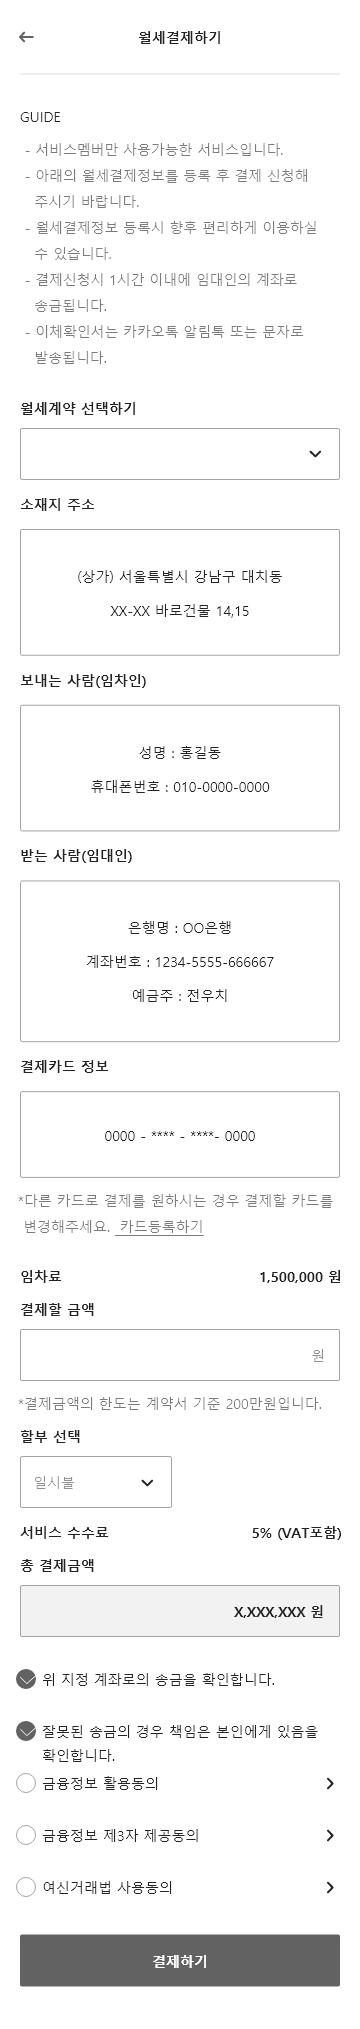 월세결제하기
GUIDE
- 서비스멤버만 사용가능한 서비스입니다.
- 아래의 월세결제정보를 등록 후 결제 신청해
주시기 바랍니다.
- 월세결제정보 등록시 향후 편리하게 이용하실
수 있습니다.
- 결제신청시 1시간 이내에 임대인의 계좌로
송금됩니다.
- 이체확인서는 카카오톡 알림톡 또는 문자로
발송됩니다.
월세계약 선택하기
소재지 주소
(상가) 서울특별시 강남구 대치동
XX-XX 바로건물 14,15
보내는 사람(임차인)
성명 : 홍길동
휴대폰번호 : 010-0000-0000
받는 사람(임대인)
은행명 : OO은행
계좌번호 : 1234-5555-666667
예금주 : 전우치
결제카드 정보
0000 - **** - ****- 0000
*다른 카드로 결제를 원하시는 경우 결제할 카드를
변경해주세요. 카드등록하기
임차료 1,500,000 원
결제할 금액
원
*결제금액의 한도는 계약서 기준 200만원입니다.
할부 선택
일시불
서비스 수수료 5% (VAT포함)
총 결제금액
X,XXX,XXX 원
위 지정 계좌로의 송금을 확인합니다.
잘못된 송금의 경우 책임은 본인에게 있음을
확인합니다.
금융정보 활용동의
금융정보 제3자 제공동의
여신거래법 사용동의
결제하기